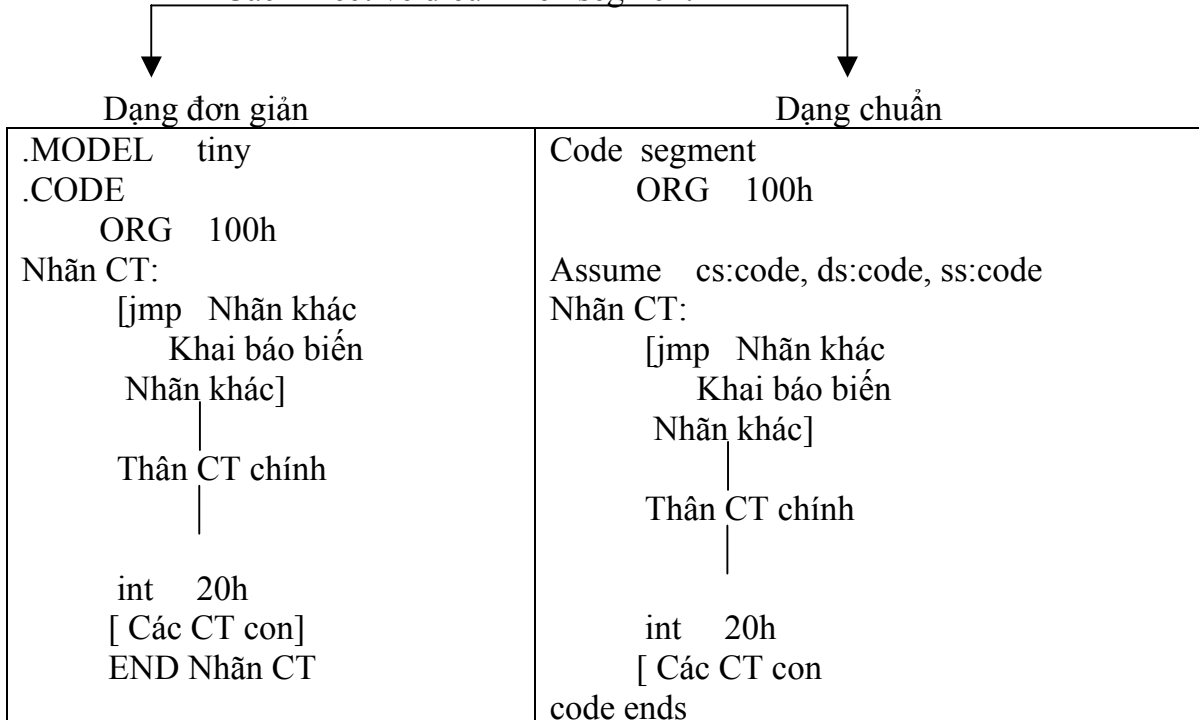 Dạng đơn giản
Dạng chuẩn
.MODEL tiny
.CODE
ORG 100h
Nhãn CT:
[jmp Nhãn khác
Khai báo biến
Nhãn khác]
Thân CT chính
int 20h
[ Các CT con]
END Nhãn CT
Code segment
ORG 100h
Assume cs:code, ds:code, ss:code
Nhãn CT:
[jmp Nhãn khác
Khai báo biến
Nhãn khác]
Thân CT chính
int 20h
[ Các CT con
code ends